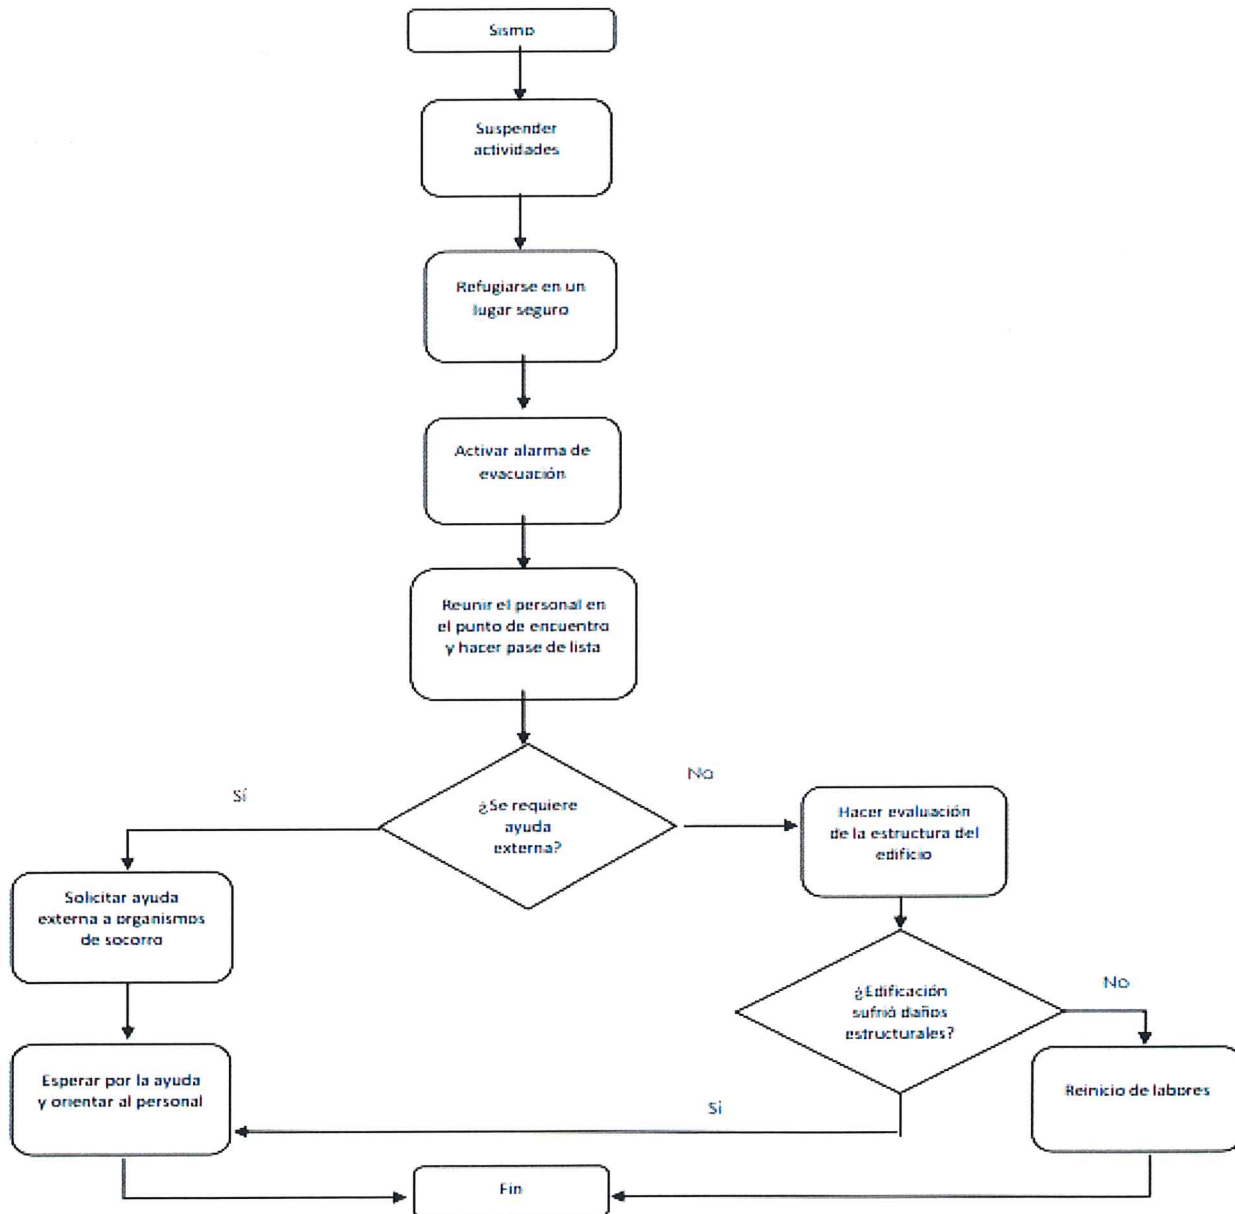 Sismo
Suspender
actividades
Refugiarse en un
lugar seguro
Activar alarma de
evacuación
Reunir el personal en
el punto de encuentro
y hacer pase de lista
¿Se requiere
ayuda
externa?
Sí
No
Solicitar ayuda
externa a organismos
de socorro
Hacer evaluación
de la estructura del
edificio
¿Edificación
sufrió daños
estructurales?
No
Sí
Esperar por la ayuda
y orientar al personal
Reinicio de labores
Fin